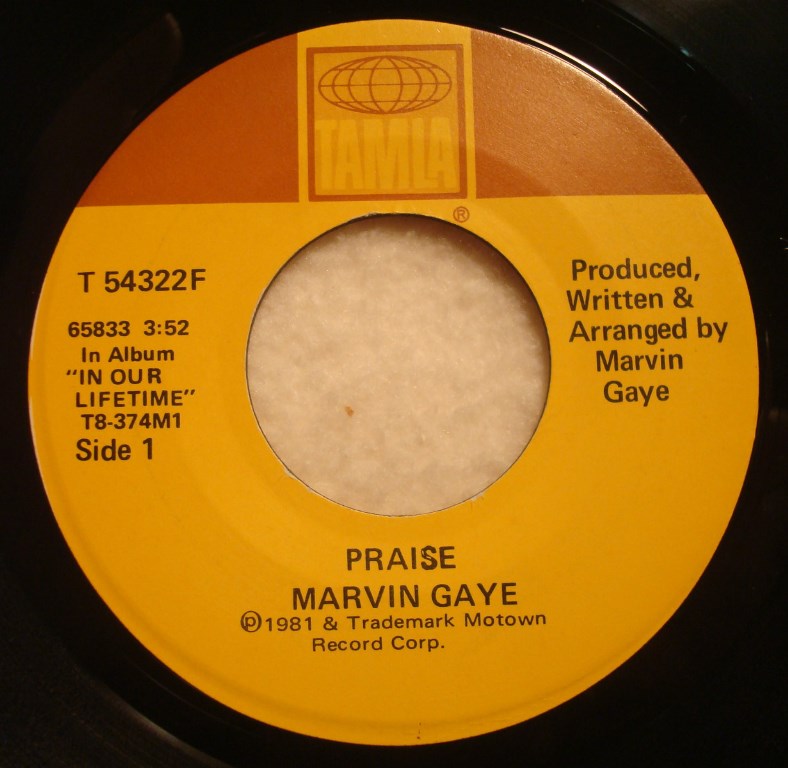 TAMLA
®
T 54322F
65833 3:52
In Album
"IN OUR
LIFETIME"
T8-374M1
Side 1
Produced,
Written &
Arranged by
Marvin
Gaye
PRAISE
MARVIN GAYE
℗1981 & Trademark Motown
Record Corp.